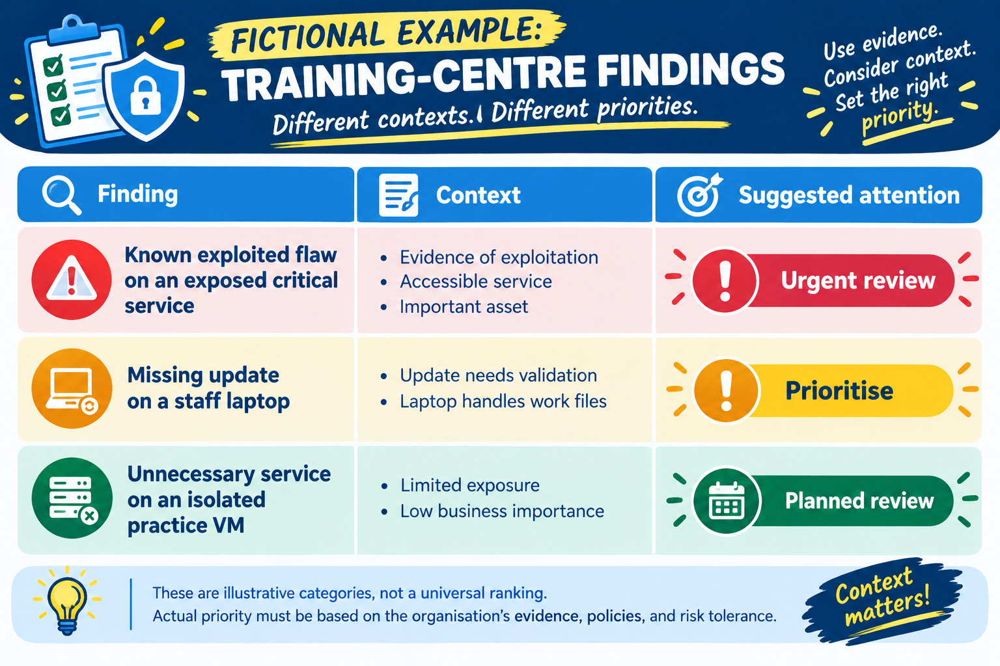 FICTIONAL EXAMPLE:
TRAINING-CENTRE FINDINGS
Different contexts. Different priorities.
Use evidence.
Consider context.
Set the right
priority.
Finding
Context
Suggested attention
Known exploited flaw
on an exposed critical
service
• Evidence of exploitation
• Accessible service
• Important asset
Urgent review
Missing update
on a staff laptop
• Update needs validation
• Laptop handles work files
Prioritise
Unnecessary service
on an isolated
practice VM
• Limited exposure
• Low business importance
Planned review
These are illustrative categories, not a universal ranking.
Actual priority must be based on the organisation's evidence, policies, and risk tolerance.
Context
matters!